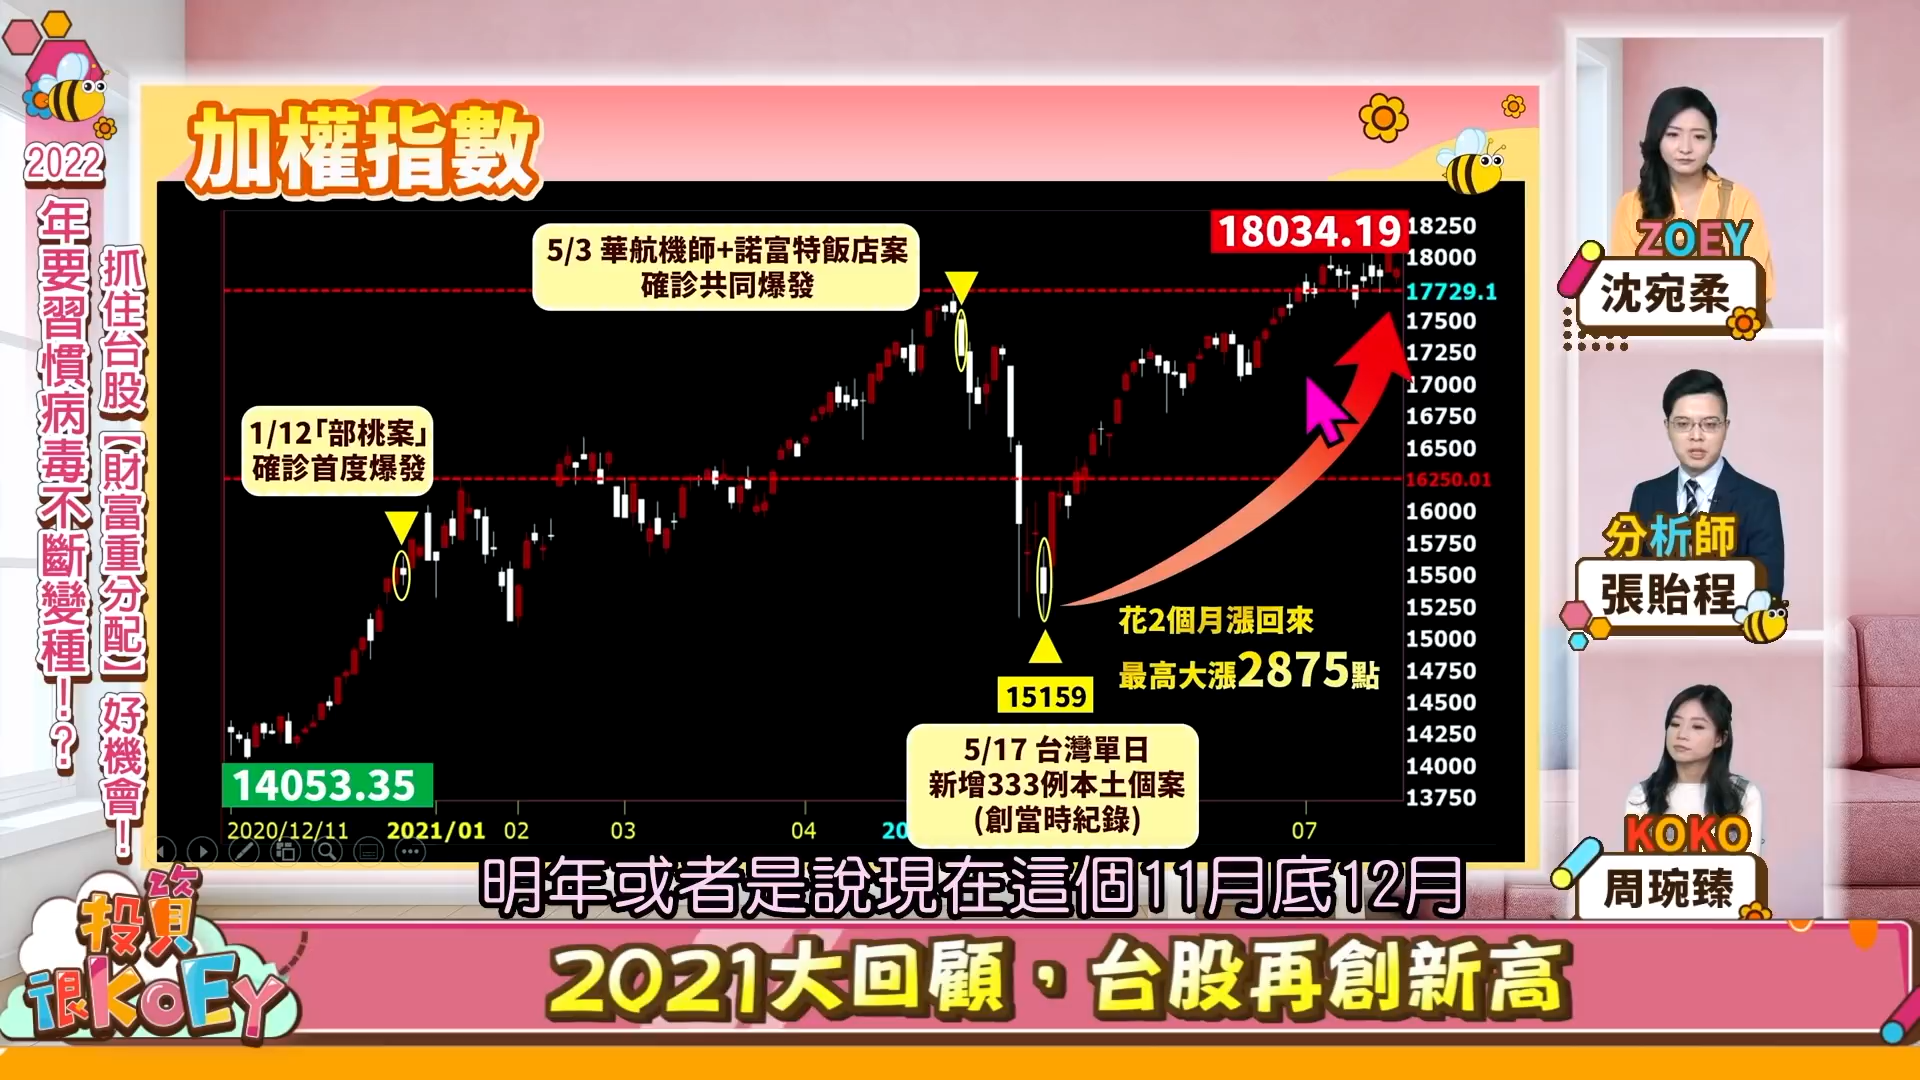 2022
年要習慣病毒不斷變種！？
抓住台股【財富重分配】好機會！
加權指數
5/3 華航機師+諾富特飯店案
確診共同爆發
1/12「部桃案」
確診首度爆發
18034.19
18250
18000
17729.1
17500
17250
17000
16750
16500
16250.01
16000
15750
15500
15250
15000
14750
14500
14250
14000
13750
花2個月漲回來
最高大漲2875點
15159
5/17 台灣單日
新增333例本土個案
(創當時紀錄)
14053.35
2020/12/11 2021/01 02 03 04 20 07
ZOEY
沈宛柔
分析師
張貽程
KOKO
周琬臻
明年或者是說現在這個11月底12月
投資
很KOEY
2021大回顧，台股再創新高